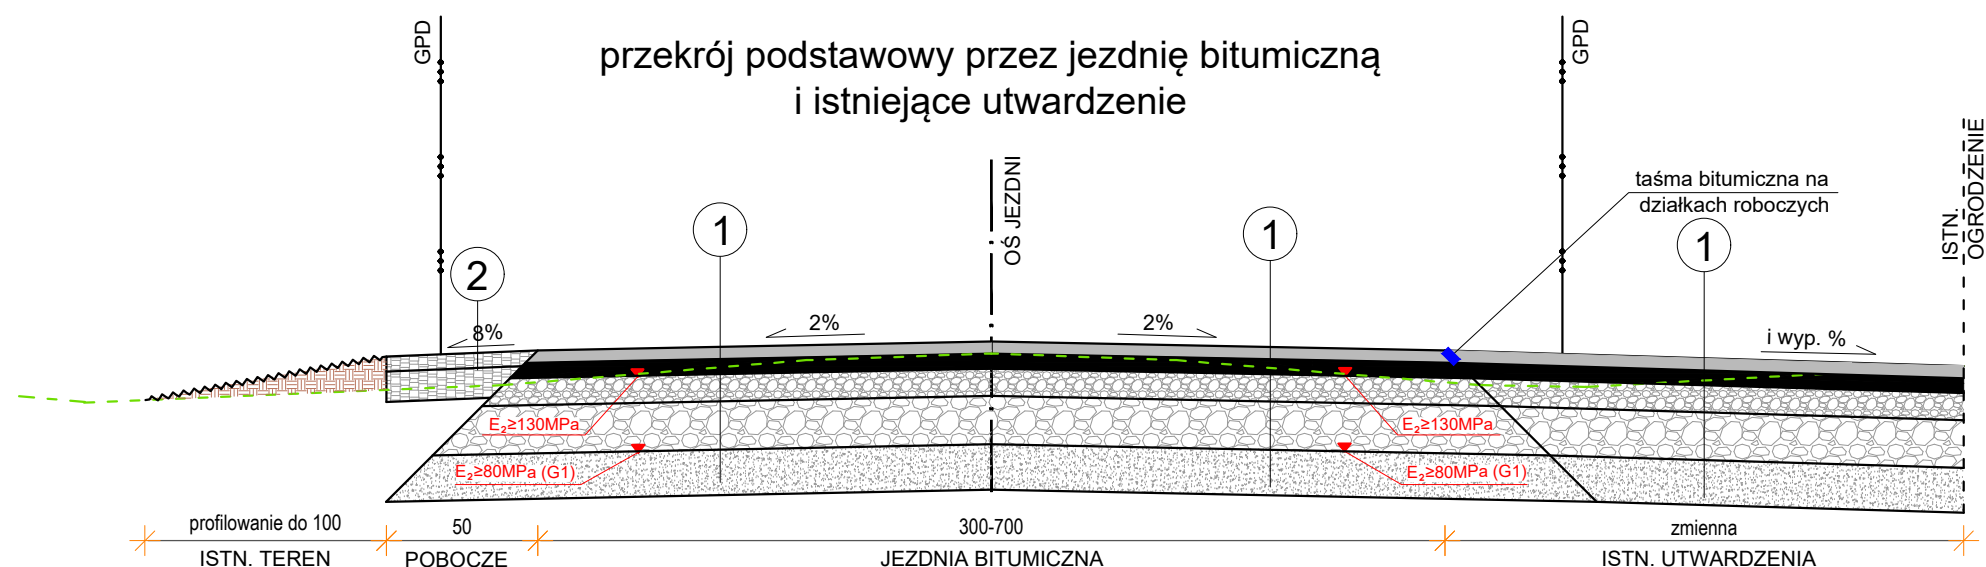 przekrój podstawowy przez jezdnię bitumiczną
i istniejące utwardzenie
GPD
GPD
OŚ JEZDNI
ISTN.
OGRODZENIE
taśma bitumiczna na
działkach roboczych
1
1
1
2
8%
2%
2%
i wyp. %
E₂≥130MPa
E₂≥130MPa
E₂≥80MPa (G1)
E₂≥80MPa (G1)
profilowanie do 100
50
300-700
zmienna
ISTN. TEREN
POBOCZE
JEZDNIA BITUMICZNA
ISTN. UTWARDZENIA